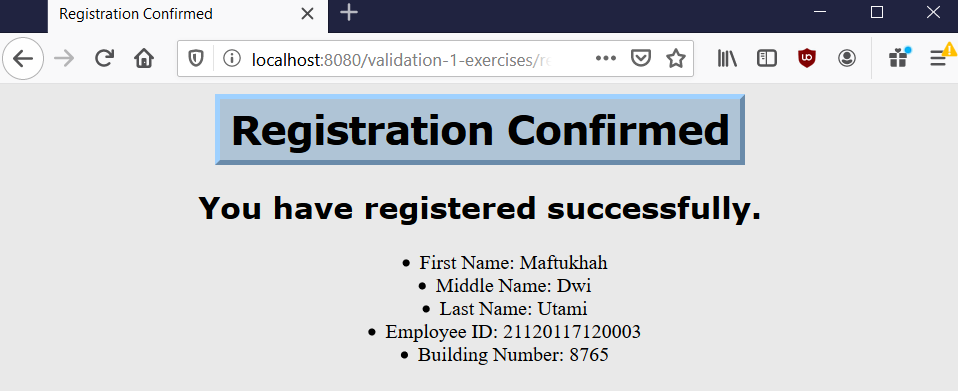 Registration Confirmed
localhost:8080/validation-1-exercises/re
Registration Confirmed
You have registered successfully.
• First Name: Maftukhah
• Middle Name: Dwi
• Last Name: Utami
• Employee ID: 21120117120003
• Building Number: 8765